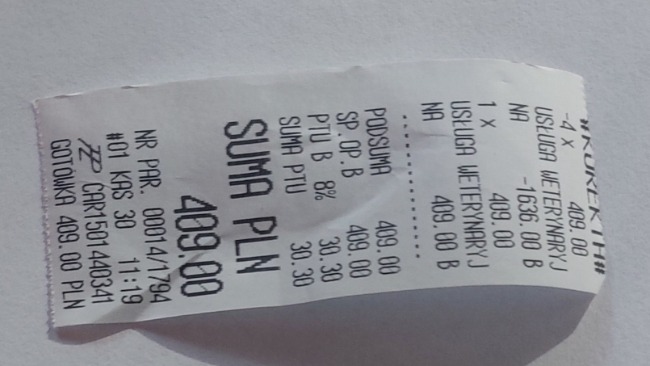 #KOREKTA#
-4 x 409.00
USŁUGA WETERYNARYJ
NA -1636.00 B
1 x 409.00
USŁUGA WETERYNARYJ
NA 409.00 B
..............
PODSUMA 409.00
SP.OP.B 409.00
PTU B 8% 30.30
SUMA PTU 30.30
SUMA PLN
409.00
NR PAR. 00014/1794
#01 KAS 30 11:19
CAR1501440341
GOTOWKA 409.00 PLN